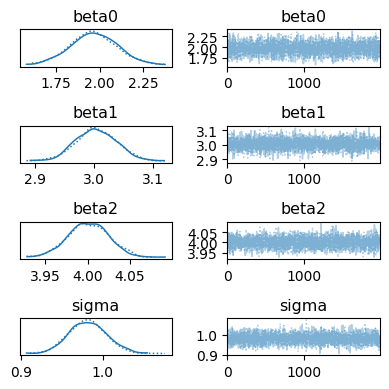 beta0 beta0
2.25
2.00
1.75
1.75 2.00 2.25 0 1000
beta1 beta1
3.1
3.0
2.9
2.9 3.0 3.1 0 1000
beta2 beta2
4.05
4.00
3.95
3.95 4.00 4.05 0 1000
sigma sigma
1.0
0.9
0.9 1.0 0 1000